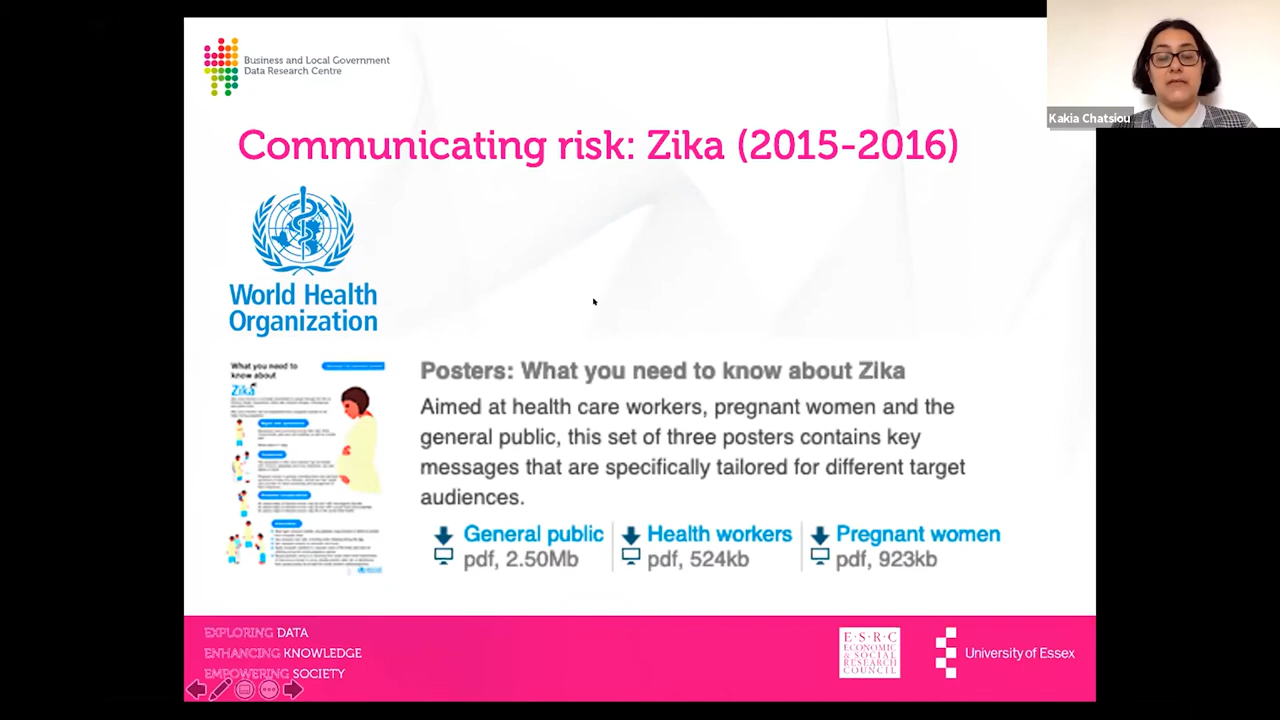 Business and Local Government
Data Research Centre
Kakia Chatsiou
Communicating risk: Zika (2015-2016)
World Health
Organization
What you need to
know about
Zika
Posters: What you need to know about Zika
Aimed at health care workers, pregnant women and the
general public, this set of three posters contains key
messages that are specifically tailored for different target
audiences.
General public
pdf, 2.50Mb
Health workers
pdf, 524kb
Pregnant women
pdf, 923kb
EXPLORING DATA
ENHANCING KNOWLEDGE
EMPOWERING SOCIETY
E·S·R·C
ECONOMIC
& SOCIAL
RESEARCH
COUNCIL
University of Essex